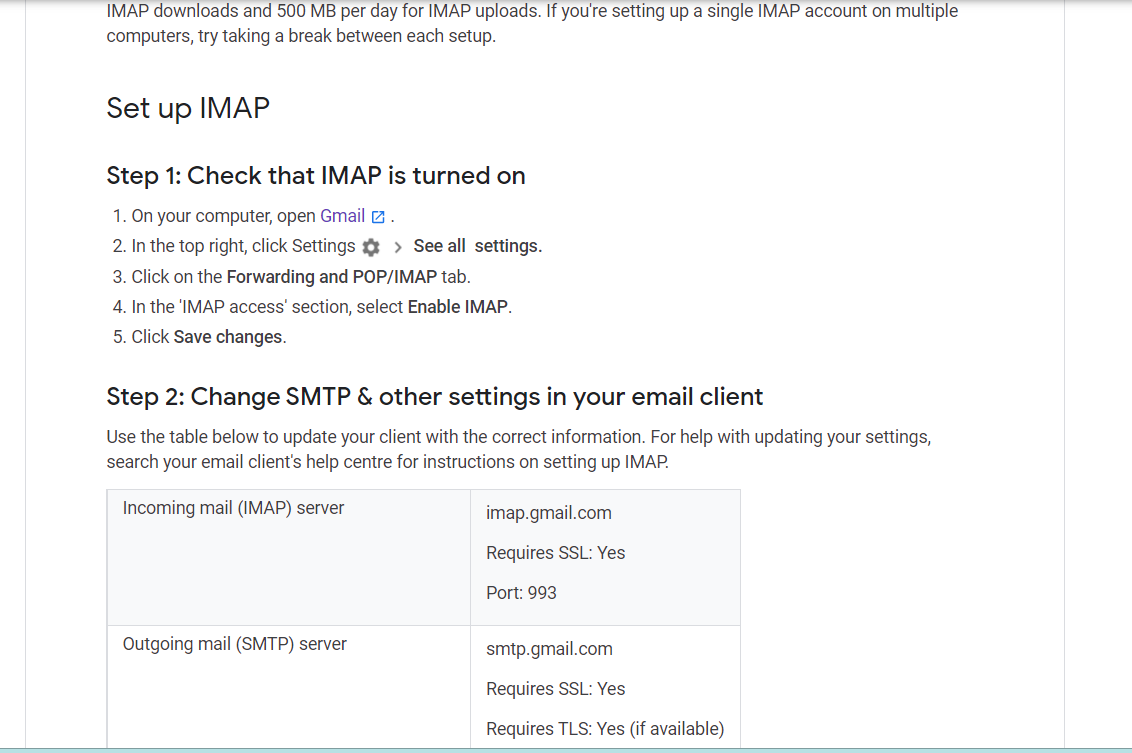 IMAP downloads and 500 MB per day for IMAP uploads. If you're setting up a single IMAP account on multiple
computers, try taking a break between each setup.
Set up IMAP
Step 1: Check that IMAP is turned on
1. On your computer, open Gmail .
2. In the top right, click Settings > See all settings.
3. Click on the Forwarding and POP/IMAP tab.
4. In the 'IMAP access' section, select Enable IMAP.
5. Click Save changes.
Step 2: Change SMTP & other settings in your email client
Use the table below to update your client with the correct information. For help with updating your settings,
search your email client's help centre for instructions on setting up IMAP.
Incoming mail (IMAP) server
imap.gmail.com
Requires SSL: Yes
Port: 993
Outgoing mail (SMTP) server
smtp.gmail.com
Requires SSL: Yes
Requires TLS: Yes (if available)